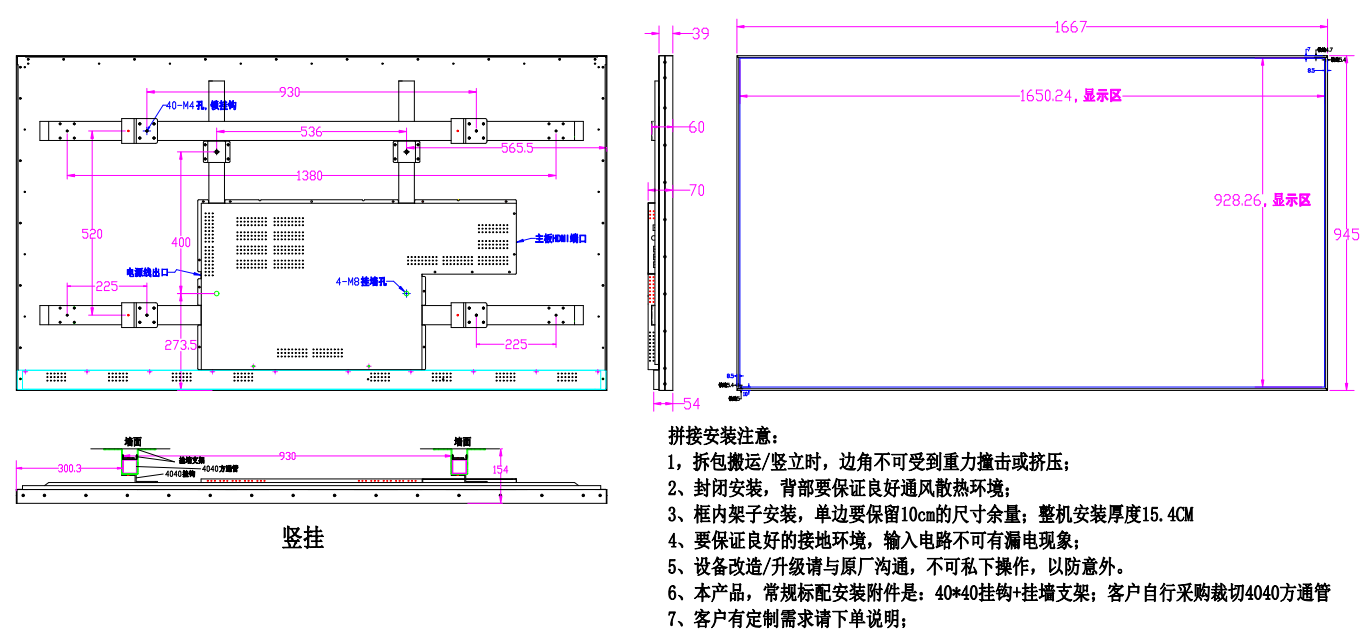 930
40-M4孔,锁挂钩
536
565.5
1380
520
400
主板HDMI端口
电源线出口
4-M8挂墙孔
225
273.5
225
39
60
70
54
1667
7
8.5
1650.24,显示区
928.26,显示区
945
8.5
墙面
墙面
挂墙支架
930
4040方通管
300.3
4040挂钩
154
竖挂
拼接安装注意:
1,拆包搬运/竖立时,边角不可受到重力撞击或挤压;
2、封闭安装,背部要保证良好通风散热环境;
3、框内架子安装,单边要保留10cm的尺寸余量;整机安装厚度15.4CM
4、要保证良好的接地环境,输入电路不可有漏电现象;
5、设备改造/升级请与原厂沟通,不可私下操作,以防意外。
6、本产品,常规标配安装附件是:40*40挂钩+挂墙支架;客户自行采购裁切4040方通管
7、客户有定制需求请下单说明;